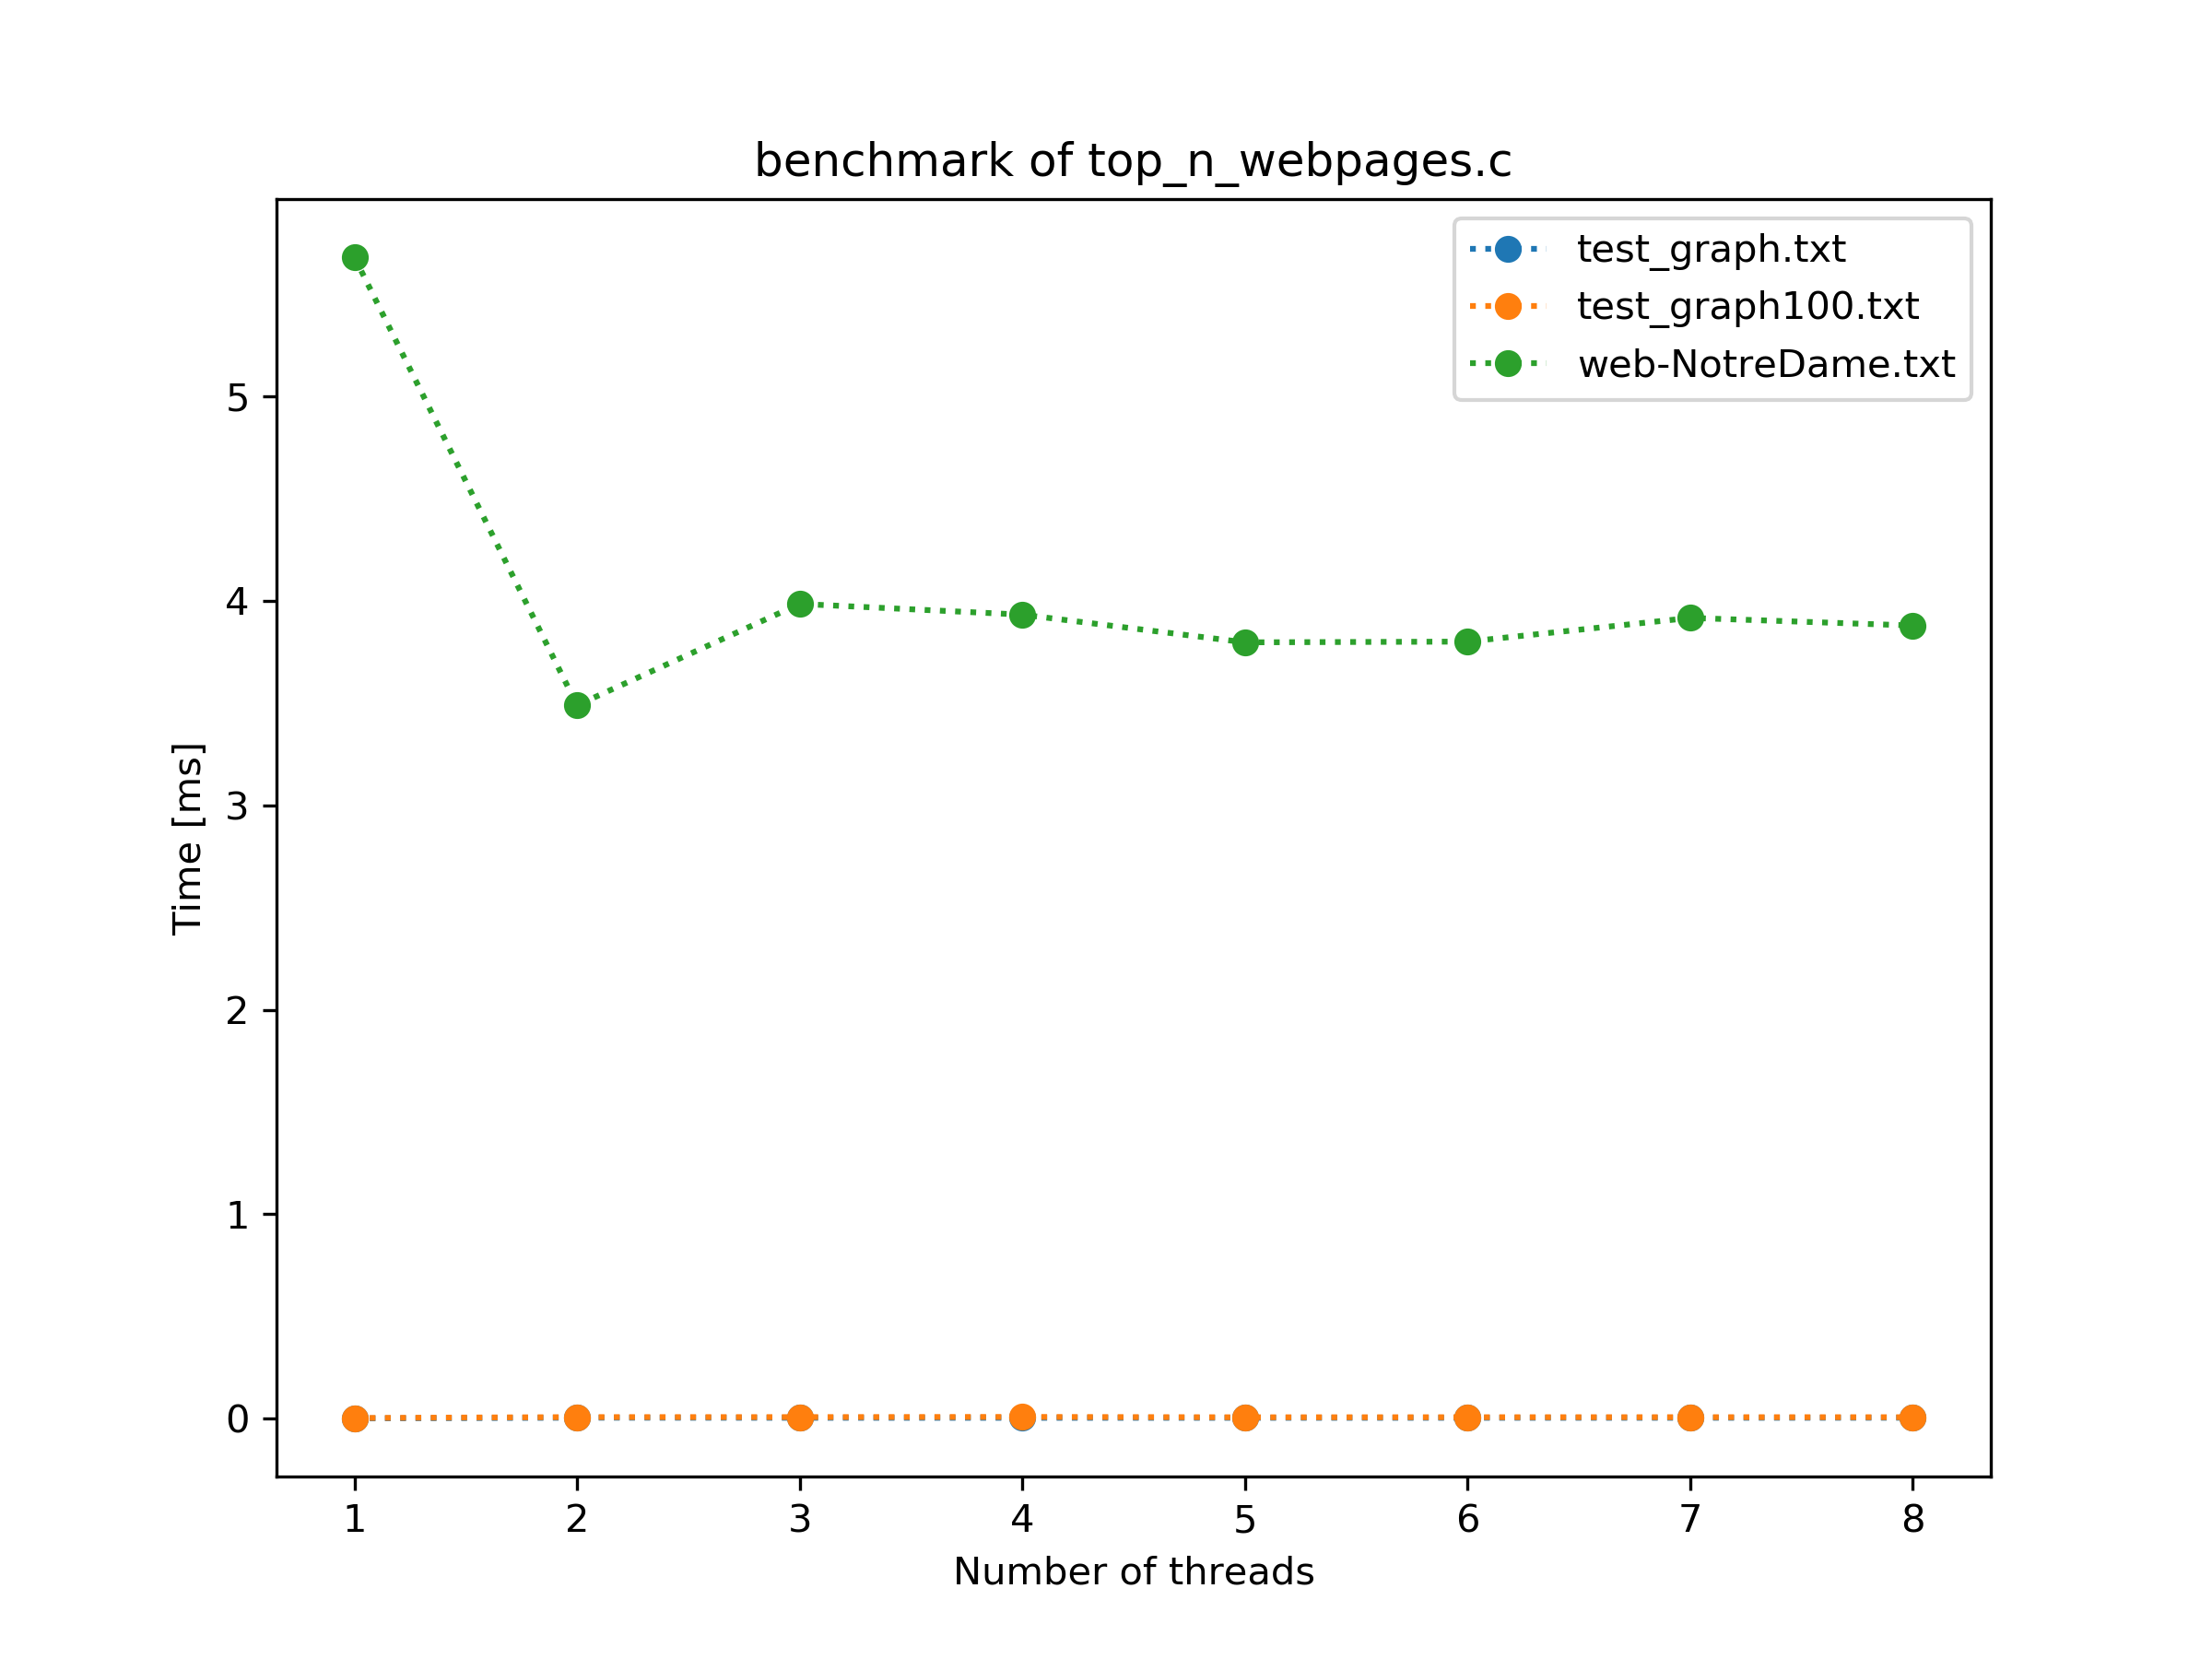 benchmark of top_n_webpages.c
test_graph.txt
test_graph100.txt
web-NotreDame.txt
Time [ms]
5
4
3
2
1
0
1 2 3 4 5 6 7 8
Number of threads